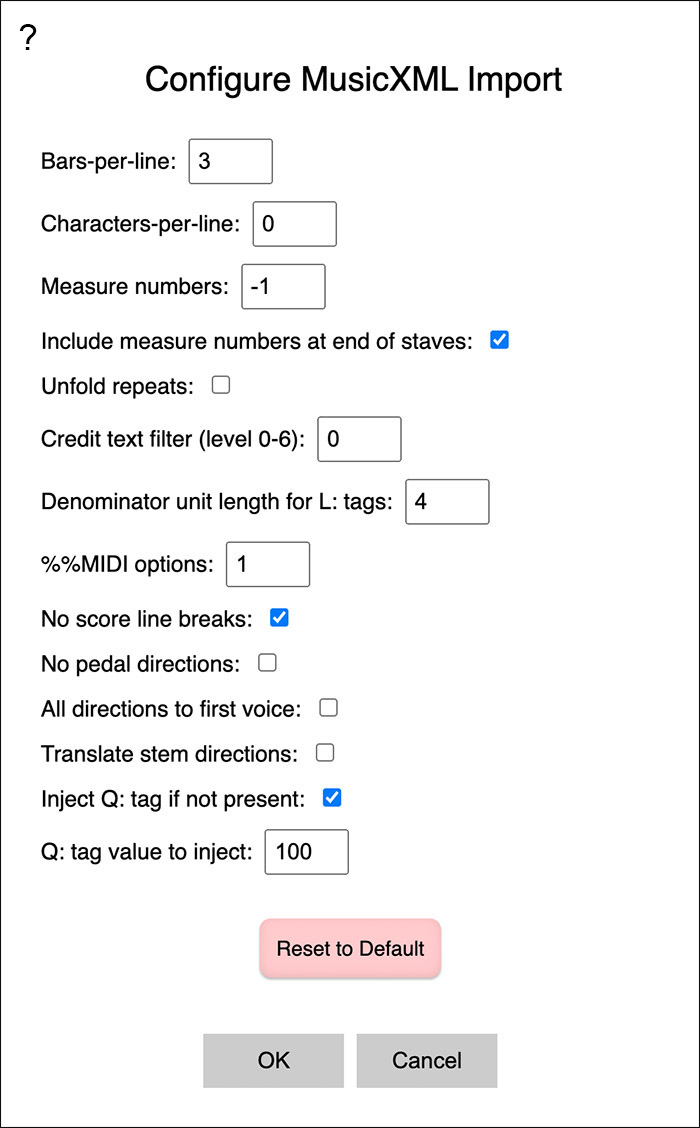 ?
Configure MusicXML Import
Bars-per-line: 3
Characters-per-line: 0
Measure numbers: -1
Include measure numbers at end of staves:
Unfold repeats:
Credit text filter (level 0-6): 0
Denominator unit length for L: tags: 4
%%MIDI options: 1
No score line breaks:
No pedal directions:
All directions to first voice:
Translate stem directions:
Inject Q: tag if not present:
Q: tag value to inject: 100
Reset to Default
OK Cancel